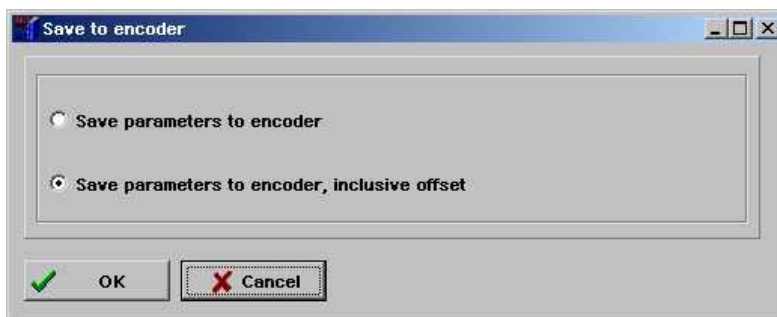 Save to encoder
Save parameters to encoder
Save parameters to encoder, inclusive offset
OK
Cancel